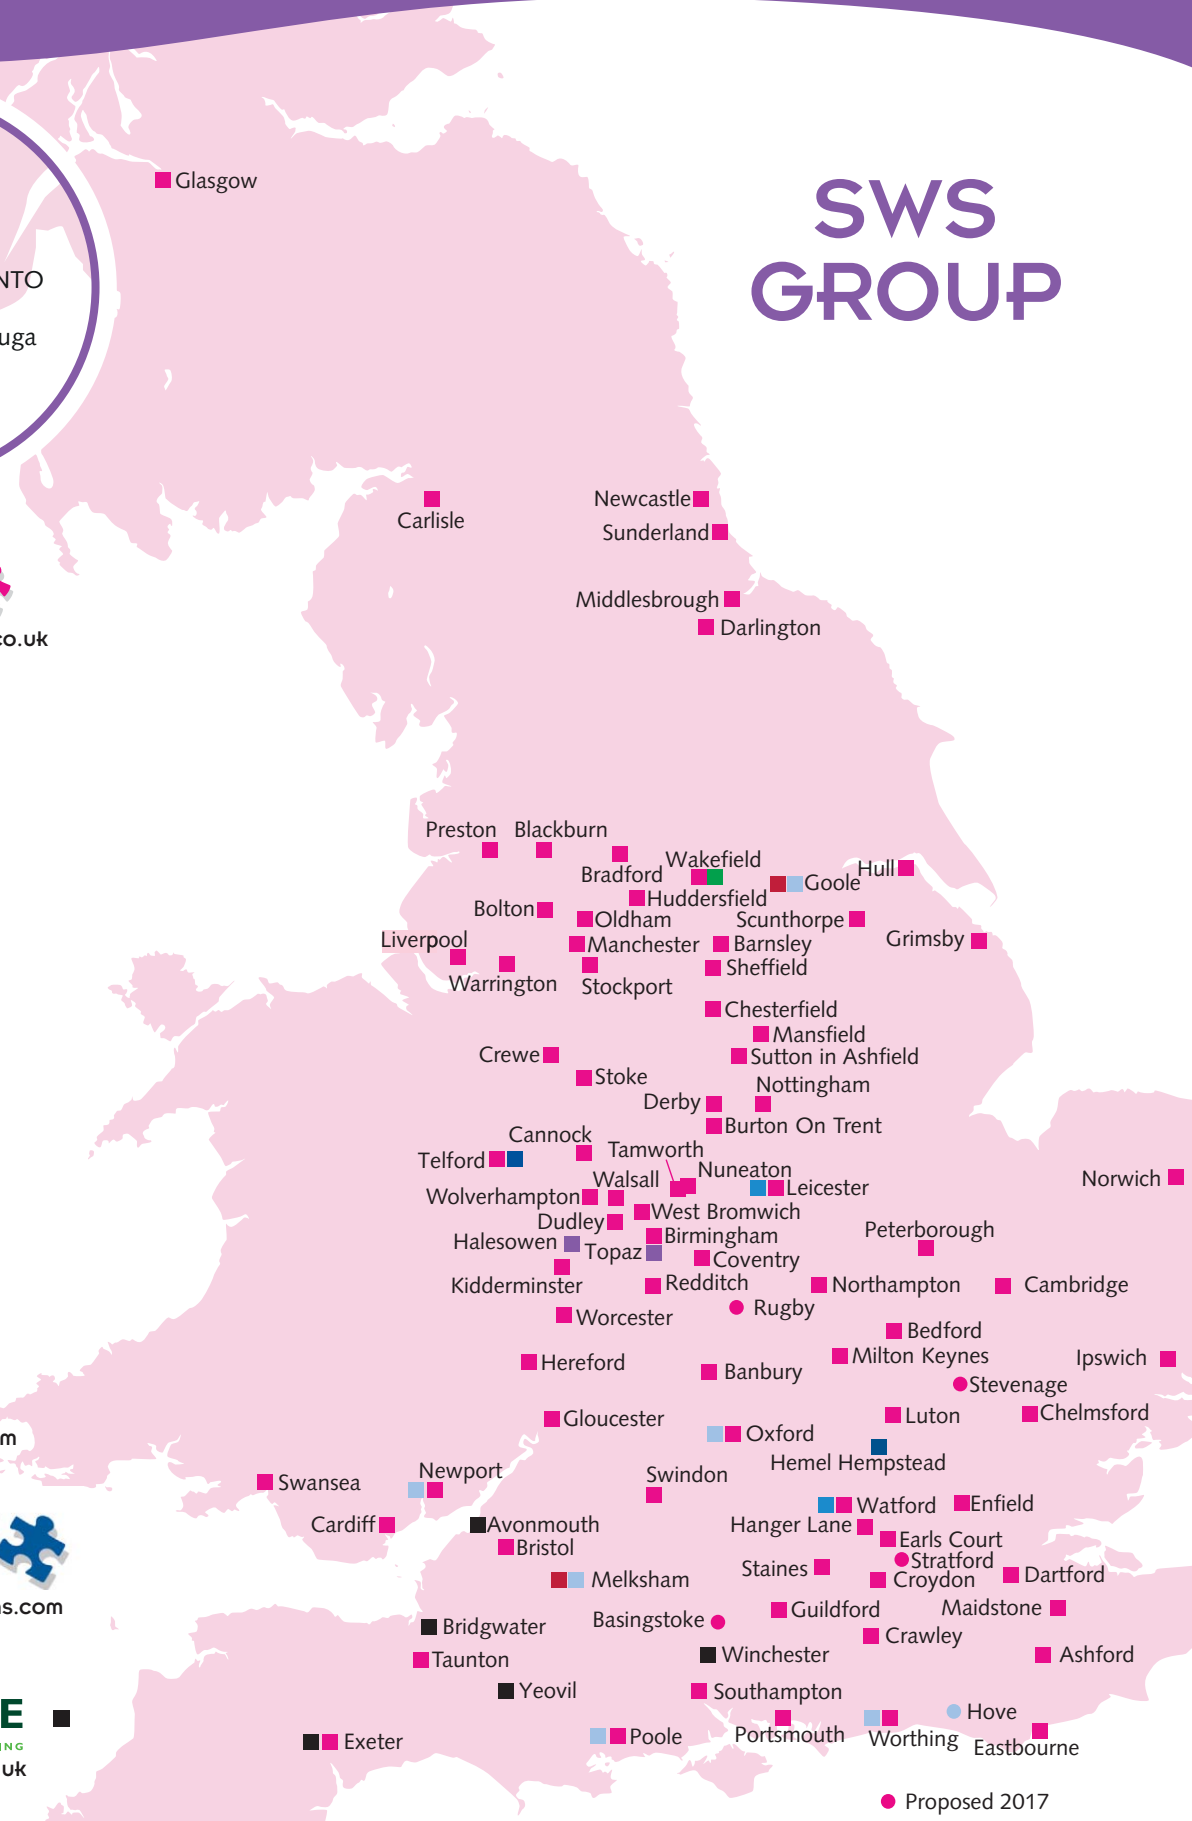 SWS
GROUP
Glasgow
NTO
uga
Carlisle
Newcastle
Sunderland
Middlesbrough
Darlington
co.uk
Preston
Blackburn
Bradford
Wakefield
Goole
Hull
Huddersfield
Bolton
Oldham
Scunthorpe
Liverpool
Manchester
Barnsley
Grimsby
Warrington
Stockport
Sheffield
Chesterfield
Mansfield
Crewe
Sutton in Ashfield
Stoke
Nottingham
Derby
Burton On Trent
Cannock
Tamworth
Telford
Nuneaton
Walsall
Leicester
Norwich
Wolverhampton
West Bromwich
Dudley
Birmingham
Peterborough
Halesowen
Topaz
Coventry
Kidderminster
Redditch
Northampton
Cambridge
Rugby
Worcester
Bedford
Hereford
Milton Keynes
Ipswich
Banbury
Stevenage
Gloucester
Luton
Chelmsford
Oxford
m
Hemel Hempstead
Newport
Swindon
Swansea
Watford
Enfield
Cardiff
Avonmouth
Hanger Lane
Earls Court
Bristol
Stratford
Staines
Croydon
Dartford
Melksham
ns.com
Guildford
Maidstone
Basingstoke
Bridgwater
Crawley
Winchester
Ashford
Taunton
Yeovil
Southampton
E
Hove
Portsmouth
Worthing
Poole
Exeter
Eastbourne
NG
uk
Proposed 2017